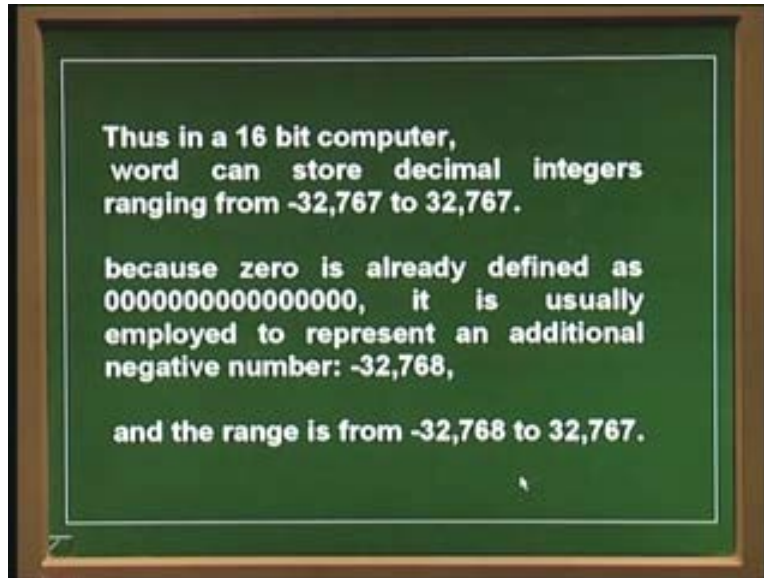 Thus in a 16 bit computer,
word can store decimal integers
ranging from -32,767 to 32,767.
because zero is already defined as
0000000000000000, it is usually
employed to represent an additional
negative number: -32,768,
and the range is from -32,768 to 32,767.